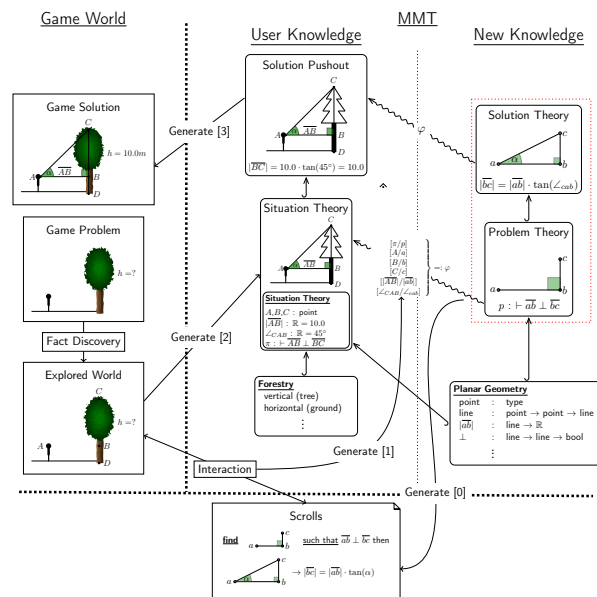 Game World
MMT
User Knowledge
New Knowledge
Solution Pushout
C
A α AB B
D
|BC| = 10.0 · tan(45°) = 10.0
Game Solution
C
h = 10.0m
A α AB B
D
Generate [3]
φ
Solution Theory
c
a α b
|bc| = |ab| · tan(∠cab)
Game Problem
h =?
Fact Discovery
Situation Theory
C
A α AB B
D
Situation Theory
A,B,C : point
|AB| : ℝ = 10.0
∠CAB : ℝ = 45°
π : ⊢ AB ⊥ BC
[π/p]
[A/a]
[B/b]
[C/c]
[|AB|/|ab|]
[∠CAB/∠cab]
=: φ
Problem Theory
c
a b
p : ⊢ ab ⊥ bc
Generate [2]
Explored World
C
h =?
A B
D
Forestry
vertical (tree)
horizontal (ground)
⋮
Planar Geometry
point : type
line : point → point → line
|ab| : line → ℝ
⊥ : line → line → bool
⋮
Generate [1]
Interaction
Generate [0]
Scrolls
find a b c such that ab ⊥ bc then
a α b c → |bc| = |ab| · tan(α)